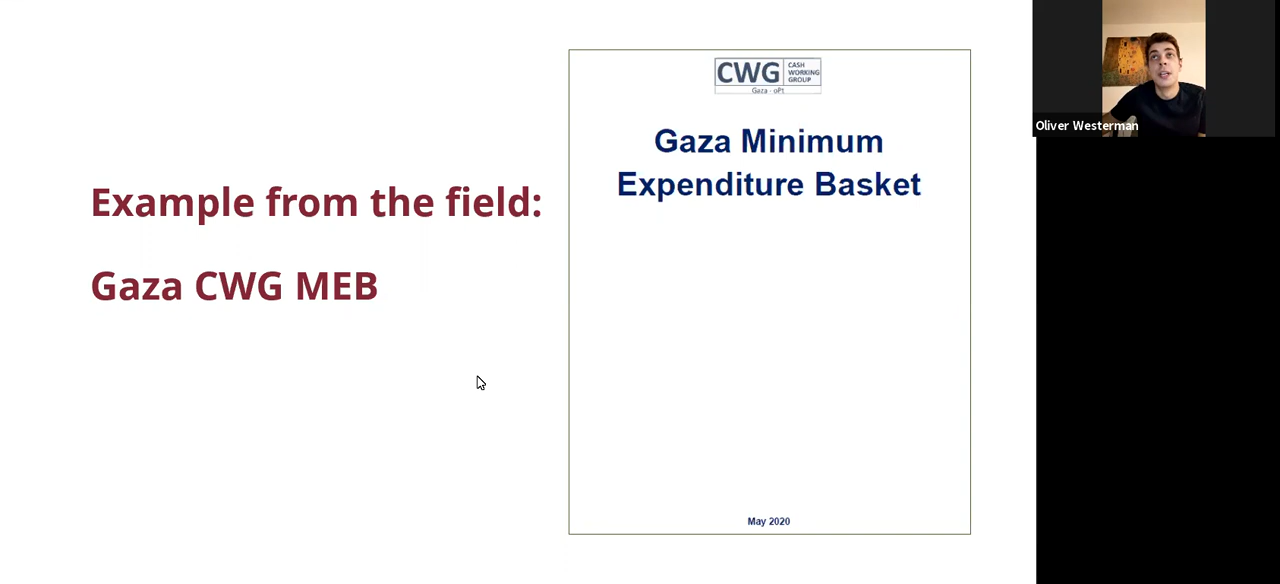 Example from the field:
Gaza CWG MEB
CWG CASH WORKING GROUP
Gaza - oPt
Gaza Minimum
Expenditure Basket
May 2020
Oliver Westerman